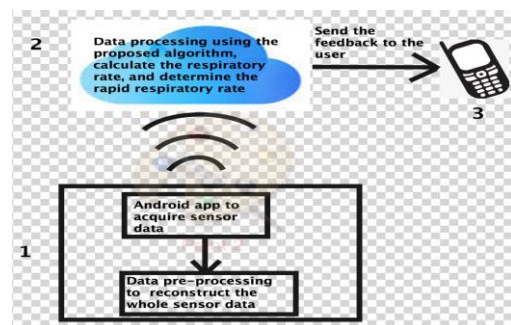 2
Data processing using the
proposed algorithm,
calculate the respiratory
rate, and determine the
rapid respiratory rate
Send the
feedback to the
user
3
1
Android app to
acquire sensor
data
Data pre-processing
to reconstruct the
whole sensor data